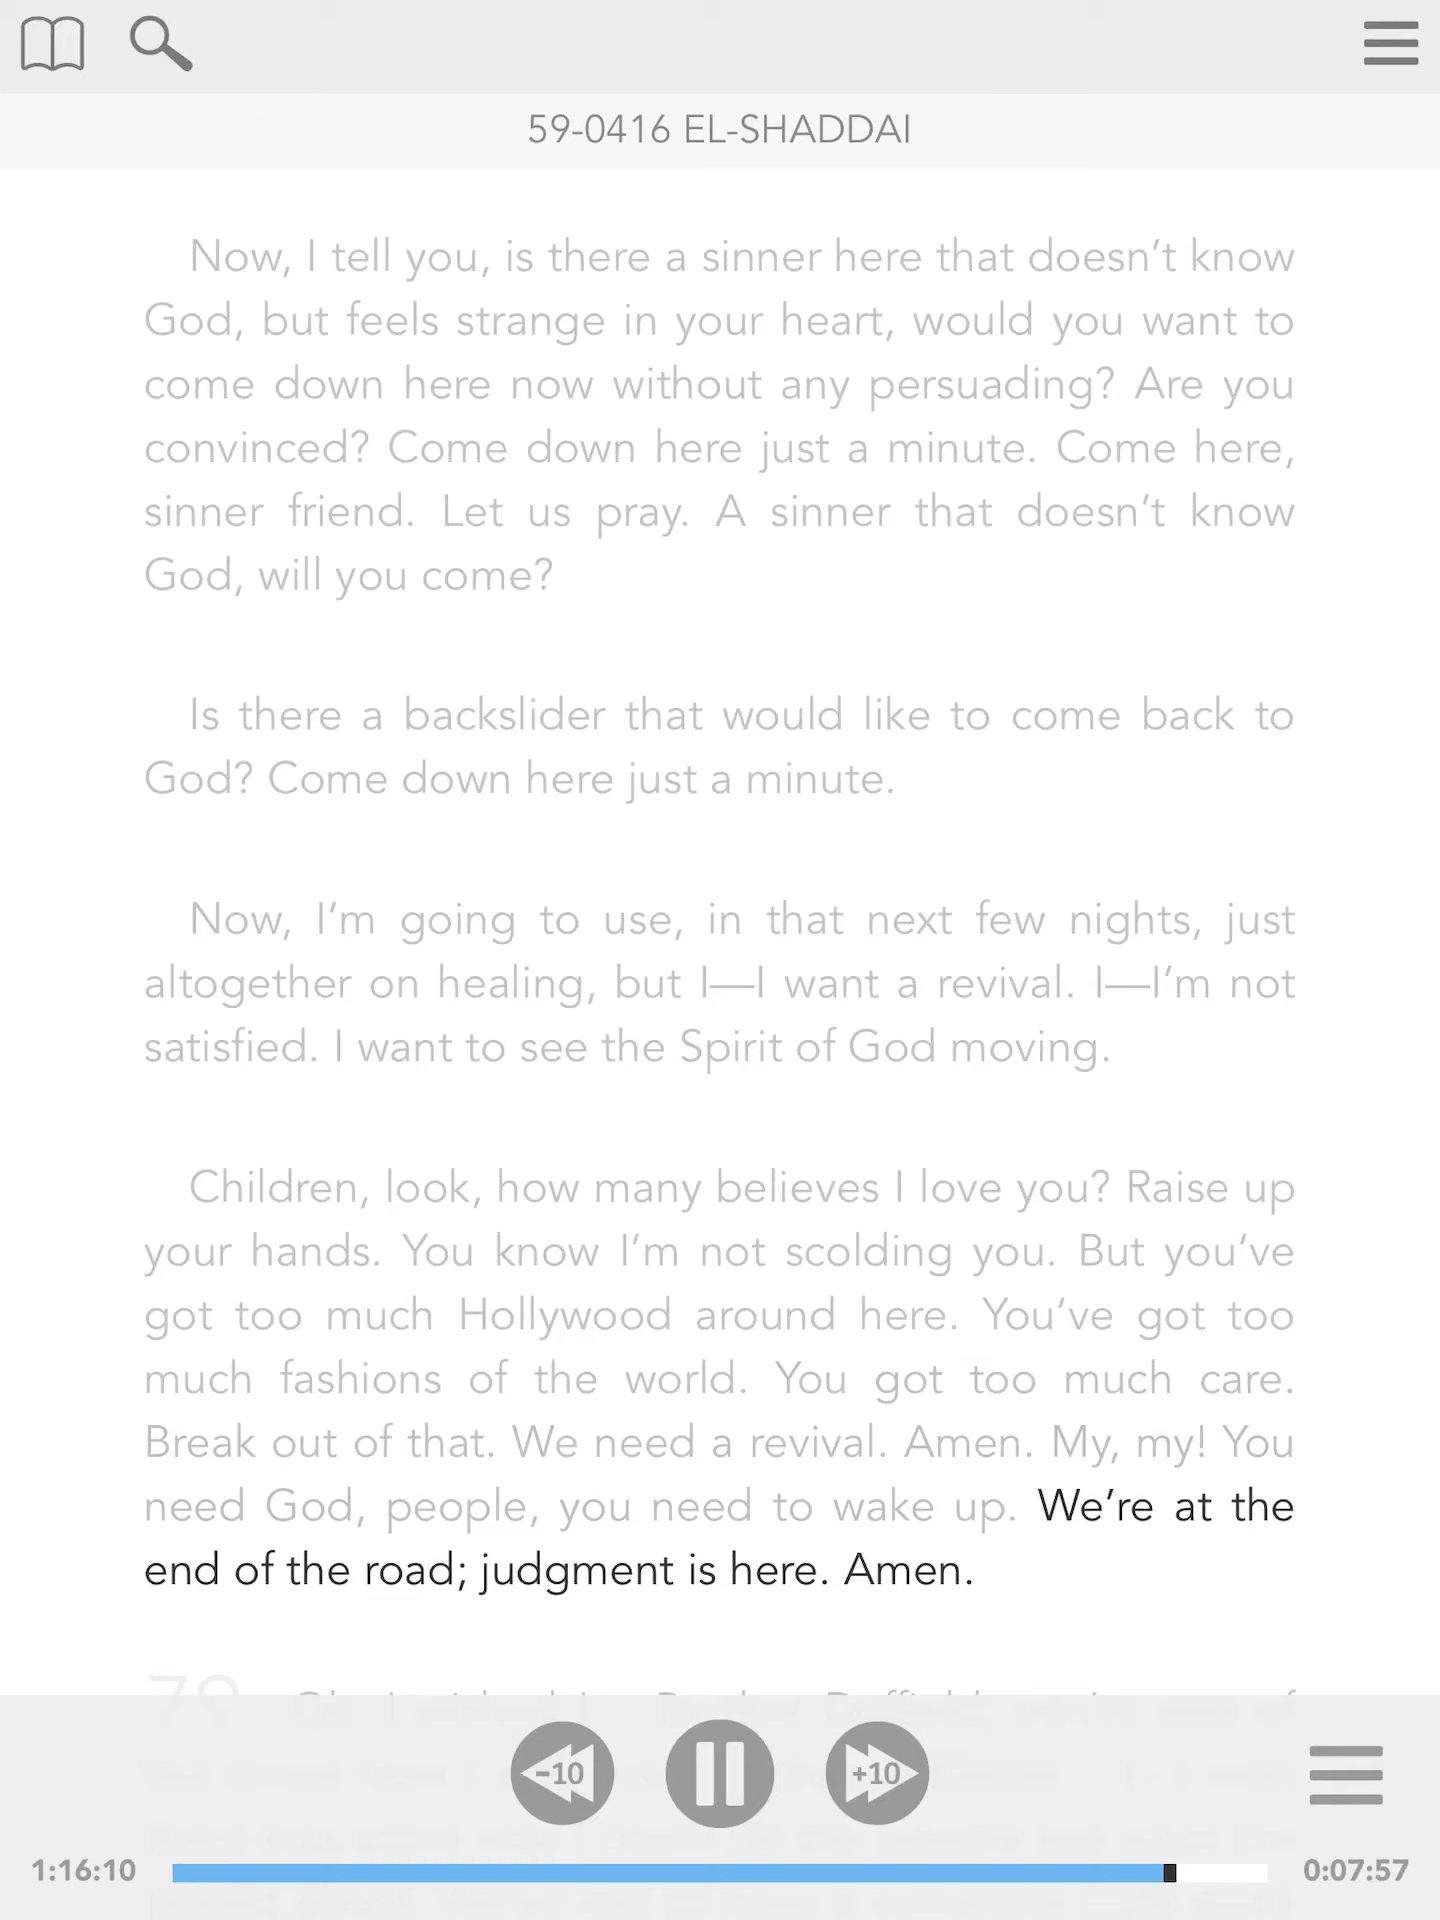 59-0416 EL-SHADDAI
Now, I tell you, is there a sinner here that doesn’t know
God, but feels strange in your heart, would you want to
come down here now without any persuading? Are you
convinced? Come down here just a minute. Come here,
sinner friend. Let us pray. A sinner that doesn’t know
God, will you come?
Is there a backslider that would like to come back to
God? Come down here just a minute.
Now, I’m going to use, in that next few nights, just
altogether on healing, but I—I want a revival. I—I’m not
satisfied. I want to see the Spirit of God moving.
Children, look, how many believes I love you? Raise up
your hands. You know I’m not scolding you. But you’ve
got too much Hollywood around here. You’ve got too
much fashions of the world. You got too much care.
Break out of that. We need a revival. Amen. My, my! You
need God, people, you need to wake up. We’re at the
end of the road; judgment is here. Amen.
-10 +10
1:16:10 0:07:57